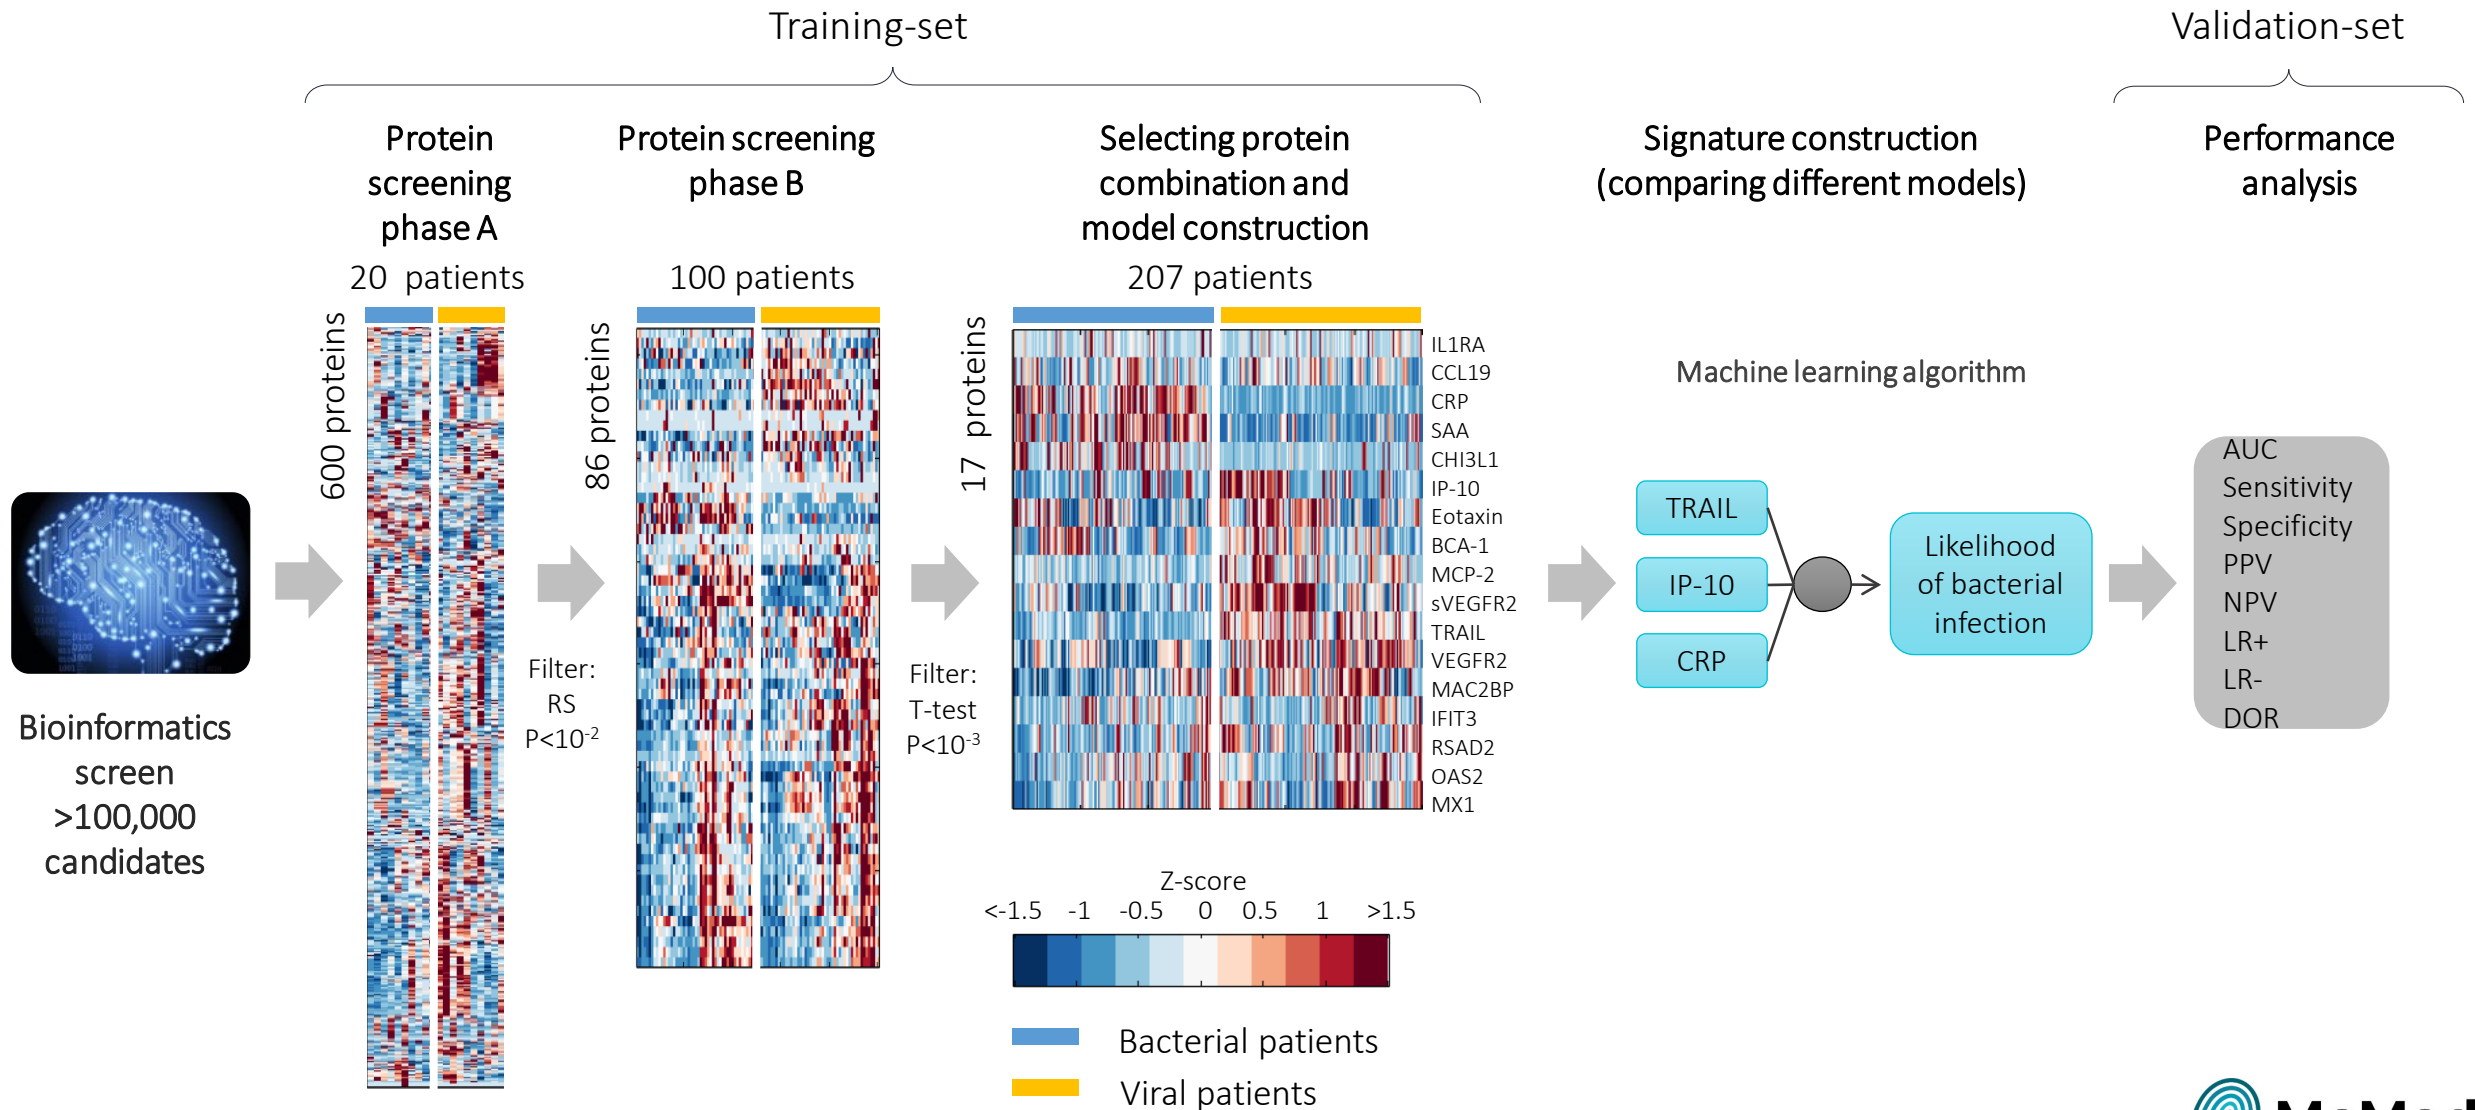 Training-set
Validation-set
Protein
screening
phase A
20 patients
600 proteins
Protein screening
phase B
100 patients
86 proteins
Selecting protein
combination and
model construction
207 patients
17 proteins
Signature construction
(comparing different models)
Performance
analysis
IL1RA
CCL19
CRP
SAA
CHI3L1
IP-10
Eotaxin
BCA-1
MCP-2
sVEGFR2
TRAIL
VEGFR2
MAC2BP
IFIT3
RSAD2
OAS2
MX1
Machine learning algorithm
TRAIL
IP-10
CRP
Likelihood
of bacterial
infection
AUC
Sensitivity
Specificity
PPV
NPV
LR+
LR-
DOR
Bioinformatics
screen
>100,000
candidates
Filter:
RS
P<10⁻²
Filter:
T-test
P<10⁻³
Z-score
<-1.5 -1 -0.5 0 0.5 1 >1.5
Bacterial patients
Viral patients